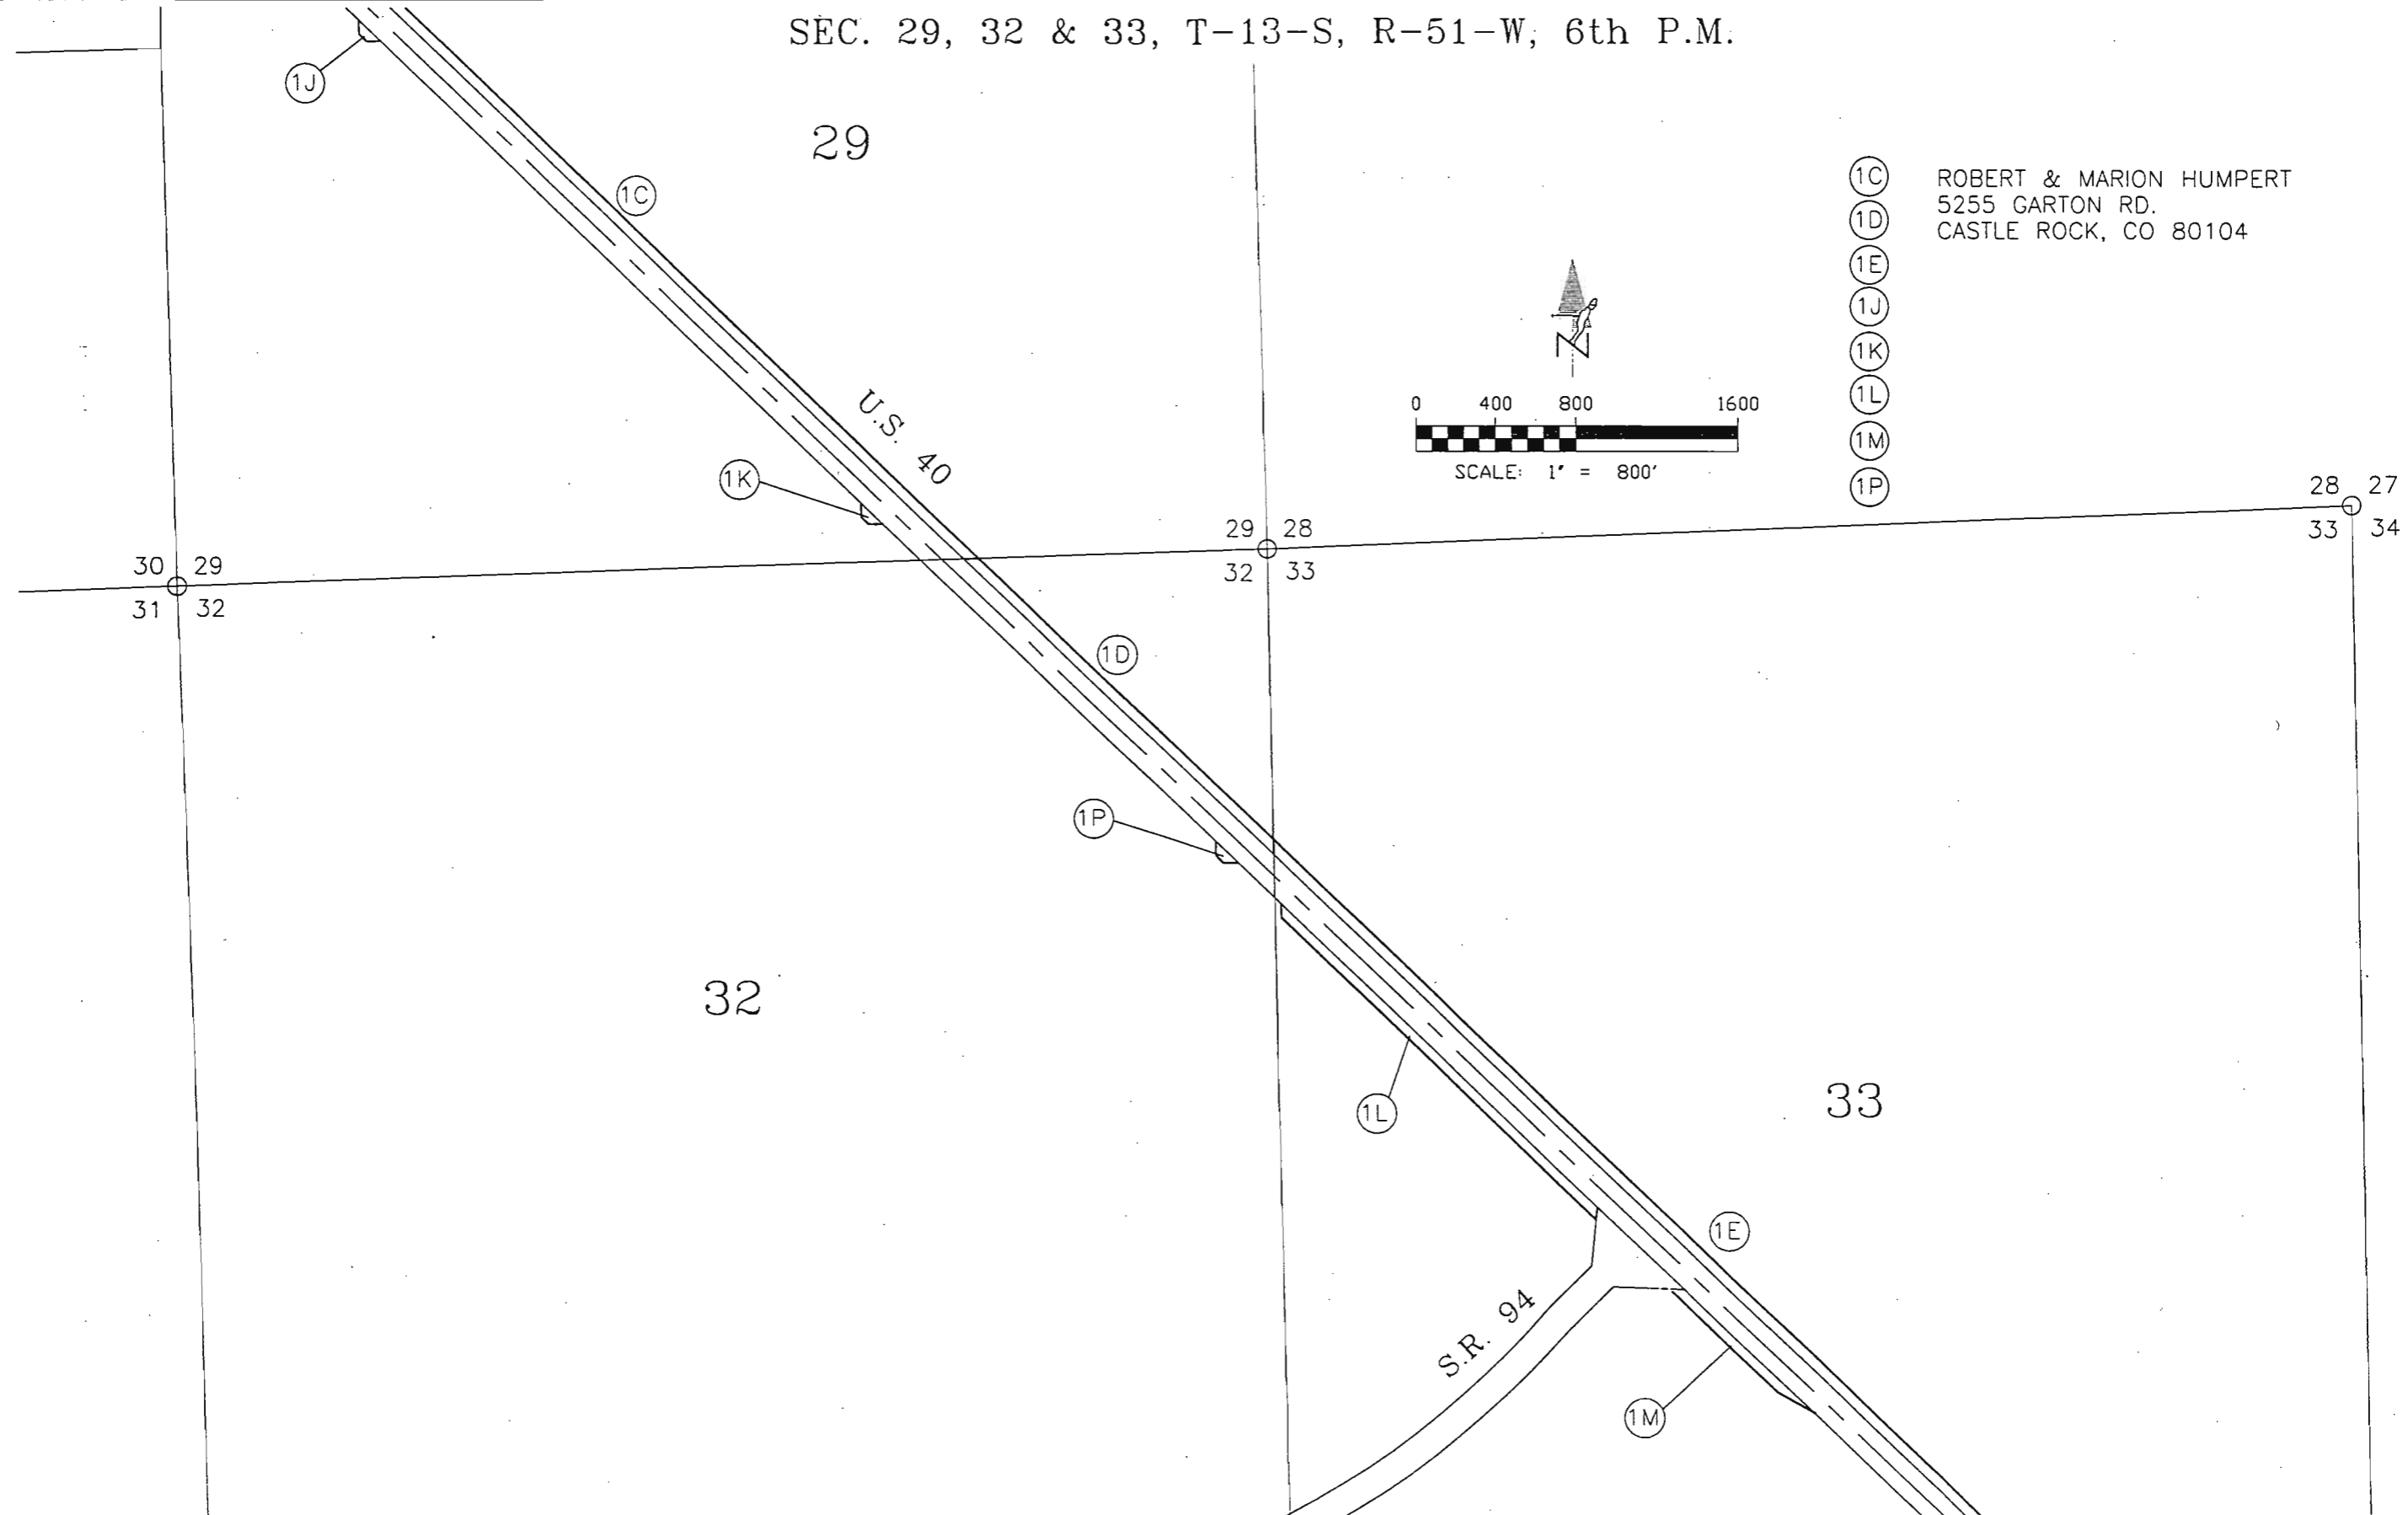 SEC. 29, 32 & 33, T-13-S, R-51-W, 6th P.M.
1J
29
1C
1C
ROBERT & MARION HUMPERT
1D
5255 GARTON RD.
CASTLE ROCK, CO 80104
1E
1J
1K
1L
1M
1P
N
0 400 800 1600
SCALE: 1" = 800'
U.S. 40
1K
28 27
33 34
29 28
32 33
30 29
31 32
1D
1P
32
1L
33
1E
S.R. 94
1M